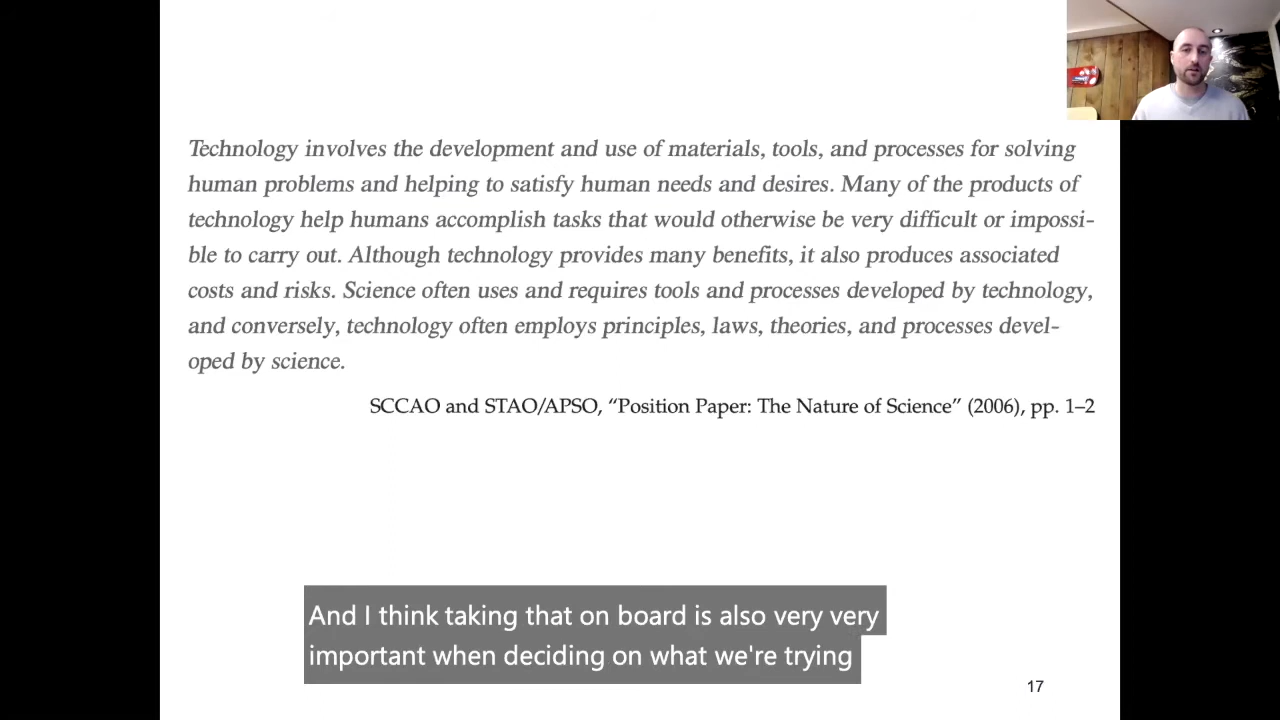 Technology involves the development and use of materials, tools, and processes for solving
human problems and helping to satisfy human needs and desires. Many of the products of
technology help humans accomplish tasks that would otherwise be very difficult or impossi-
ble to carry out. Although technology provides many benefits, it also produces associated
costs and risks. Science often uses and requires tools and processes developed by technology,
and conversely, technology often employs principles, laws, theories, and processes devel-
oped by science.
SCCAO and STAO/APSO, “Position Paper: The Nature of Science” (2006), pp. 1–2
And I think taking that on board is also very very
important when deciding on what we're trying
17